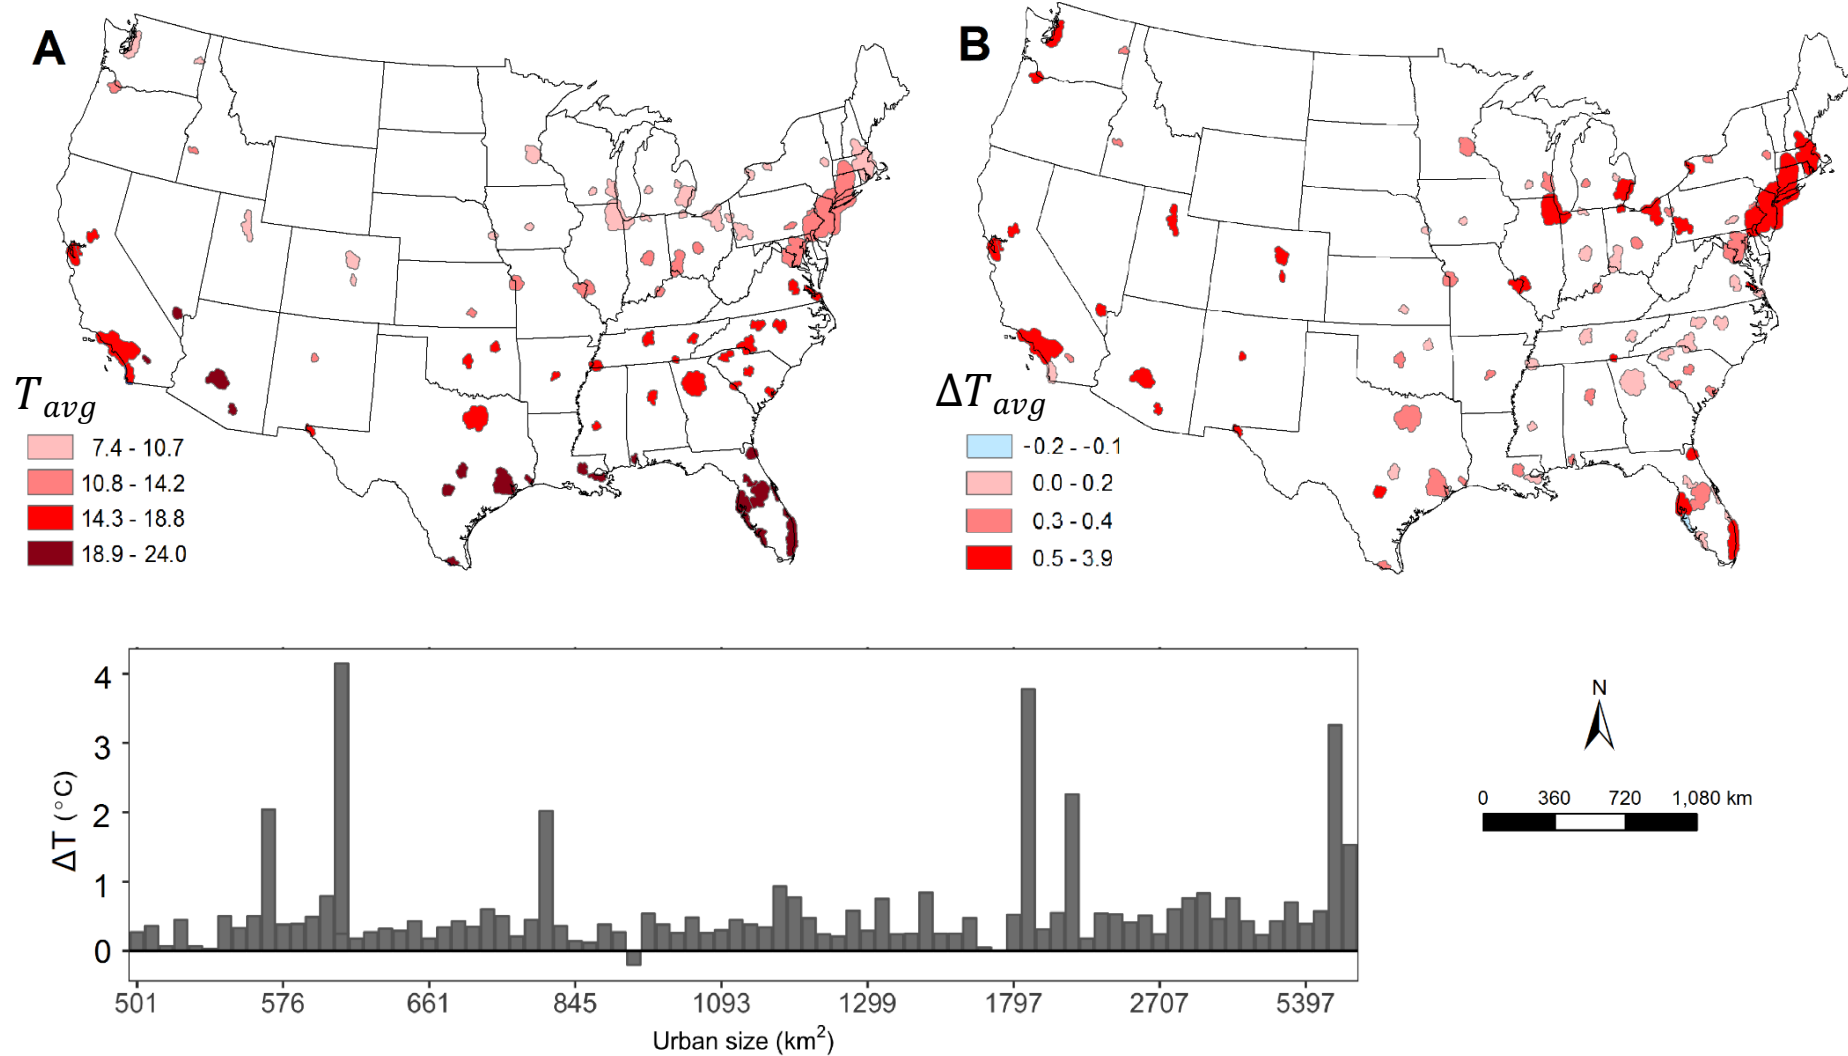 A
B
T avg
7.4 - 10.7
10.8 - 14.2
14.3 - 18.8
18.9 - 24.0
ΔT avg
-0.2 - -0.1
0.0 - 0.2
0.3 - 0.4
0.5 - 3.9
4
3
2
1
0
ΔT (°C)
501 576 661 845 1093 1299 1797 2707 5397
Urban size (km²)
N
0 360 720 1,080 km